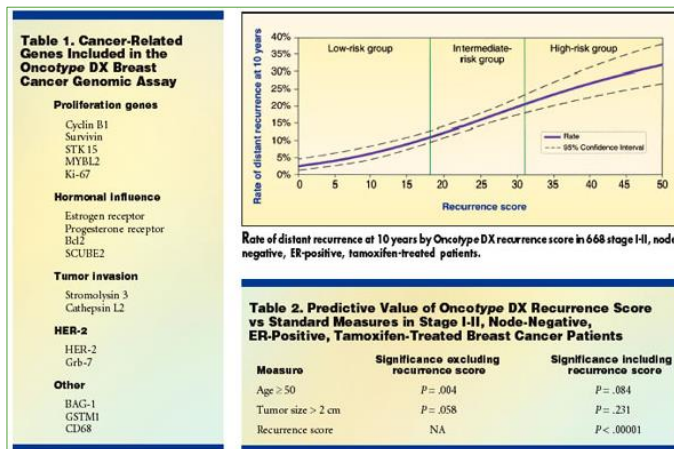 Table 1. Cancer-Related
Genes Included in the
Oncotype DX Breast
Cancer Genomic Assay
Proliferation genes
Cyclin B1
Survivin
STK 15
MYBL2
Ki-67
Hormonal influence
Estrogen receptor
Progesterone receptor
Bcl2
SCUBE2
Tumor invasion
Stromolysin 3
Cathepsin L2
HER-2
HER-2
Grb-7
Other
BAG-1
GSTM1
CD68
Rate of distant recurrence at 10 years
40%
35%
30%
25%
20%
15%
10%
5%
0%
Low-risk group
Intermediate-
risk group
High-risk group
Rate
95% Confidence Interval
0 5 10 15 20 25 30 35 40 45 50
Recurrence score
Rate of distant recurrence at 10 years by Oncotype DX recurrence score in 668 stage I-II, node
negative, ER-positive, tamoxifen-treated patients.
Table 2. Predictive Value of Oncotype DX Recurrence Score
vs Standard Measures in Stage I-II, Node-Negative,
ER-Positive, Tamoxifen-Treated Breast Cancer Patients
Measure Significance excluding recurrence score Significance including recurrence score
Age ≥ 50 P = .004 P = .084
Tumor size > 2 cm P = .058 P = .231
Recurrence score NA P < .00001